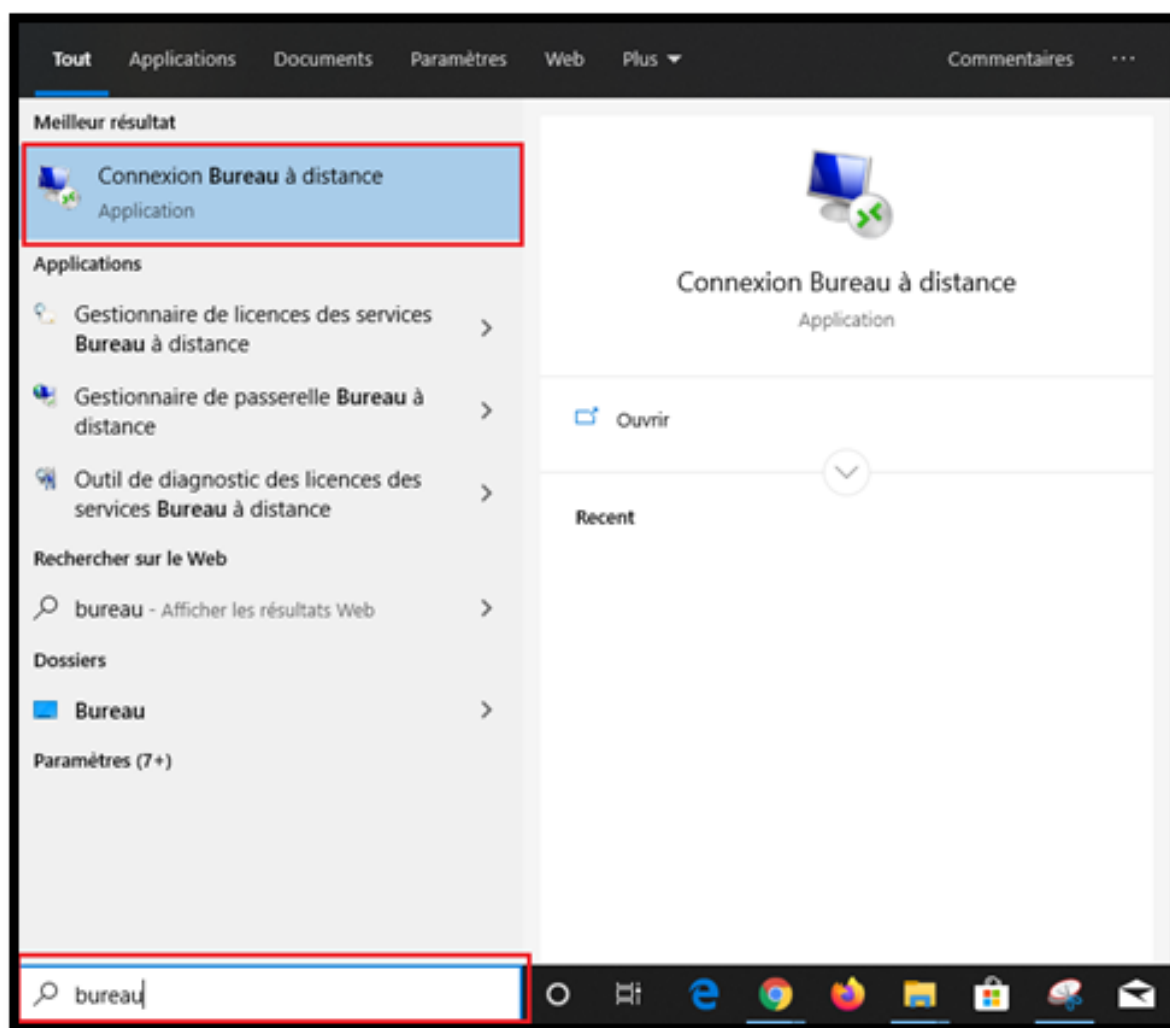 Tout Applications Documents Paramètres Web Plus Commentaires ...
Meilleur résultat
Connexion Bureau à distance
Application
Applications
Gestionnaire de licences des services
Bureau à distance
Gestionnaire de passerelle Bureau à
distance
Outil de diagnostic des licences des
services Bureau à distance
Rechercher sur le Web
bureau - Afficher les résultats Web
Dossiers
Bureau
Paramètres (7+)
Connexion Bureau à distance
Application
Ouvrir
Recent
bureau